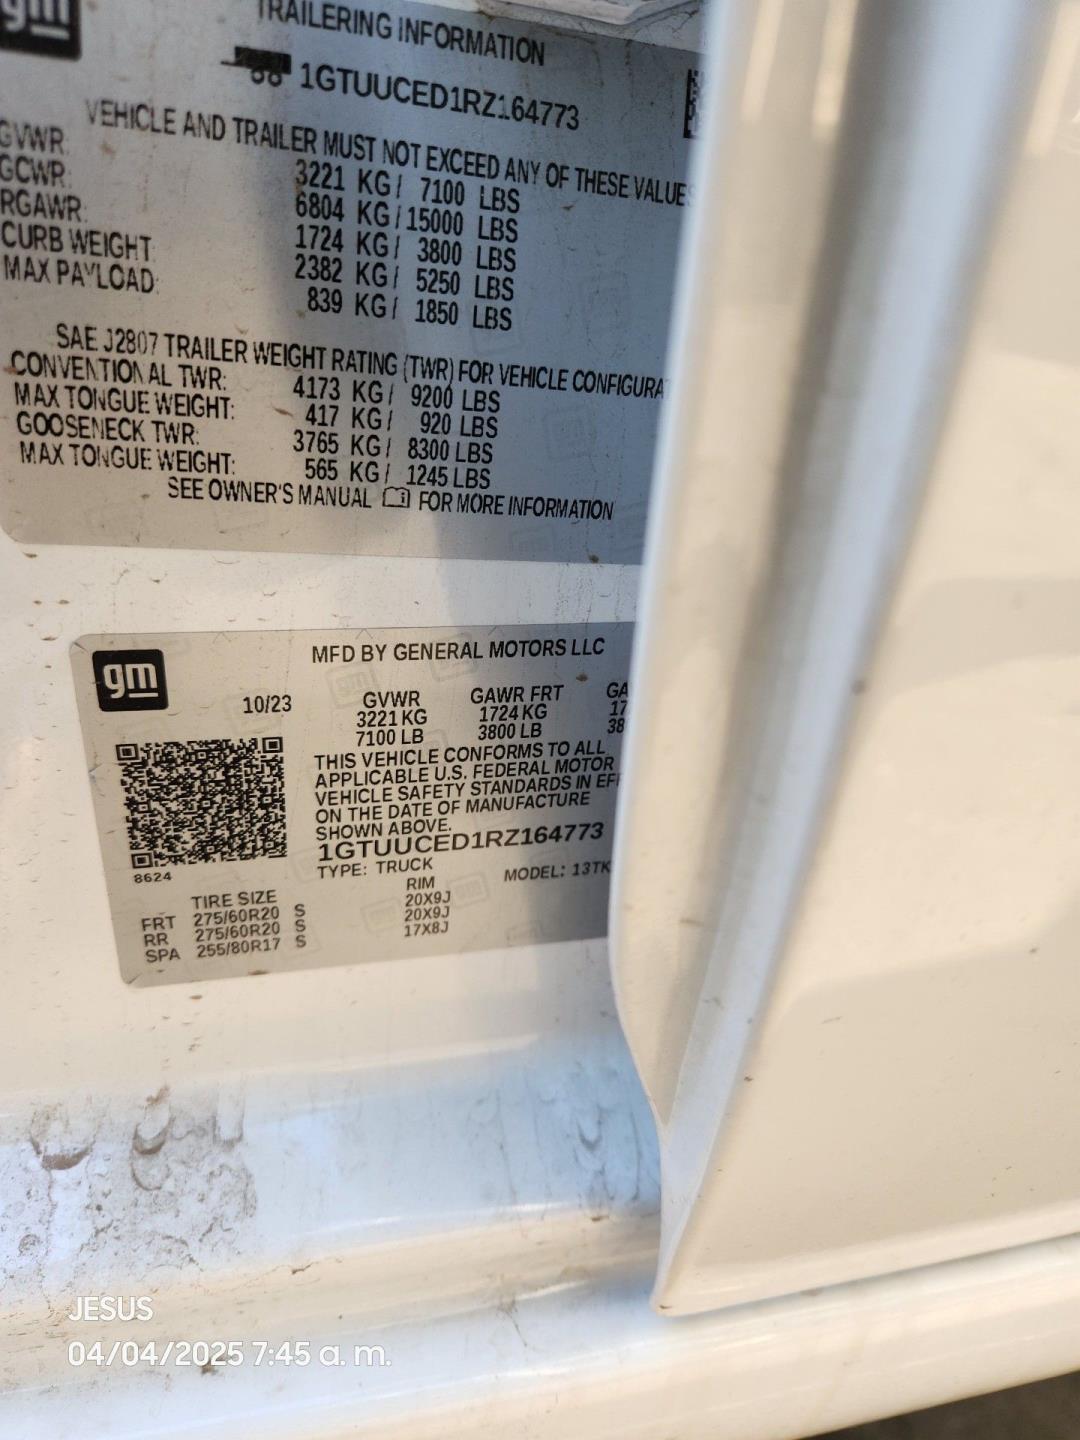 gm
TRAILERING INFORMATION
1GTUUCED1RZ164773
VEHICLE AND TRAILER MUST NOT EXCEED ANY OF THESE VALUES
GVWR: 3221 KG / 7100 LBS
GCWR: 6804 KG / 15000 LBS
RGAWR: 1724 KG / 3800 LBS
CURB WEIGHT: 2382 KG / 5250 LBS
MAX PAYLOAD: 839 KG / 1850 LBS
SAE J2807 TRAILER WEIGHT RATING (TWR) FOR VEHICLE CONFIGURA
CONVENTIONAL TWR: 4173 KG / 9200 LBS
MAX TONGUE WEIGHT: 417 KG / 920 LBS
GOOSENECK TWR: 3765 KG / 8300 LBS
MAX TONGUE WEIGHT: 565 KG / 1245 LBS
SEE OWNER'S MANUAL FOR MORE INFORMATION
gm
MFD BY GENERAL MOTORS LLC
10/23 GVWR GAWR FRT GA
3221 KG 1724 KG 17
7100 LB 3800 LB 38
THIS VEHICLE CONFORMS TO ALL
APPLICABLE U.S. FEDERAL MOTOR
VEHICLE SAFETY STANDARDS IN EF
ON THE DATE OF MANUFACTURE
SHOWN ABOVE.
1GTUUCED1RZ164773
8624 TYPE: TRUCK MODEL: 13TK
TIRE SIZE RIM
FRT 275/60R20 S 20X9J
RR 275/60R20 S 20X9J
SPA 255/80R17 S 17X8J
JESUS
04/04/2025 7:45 a. m.